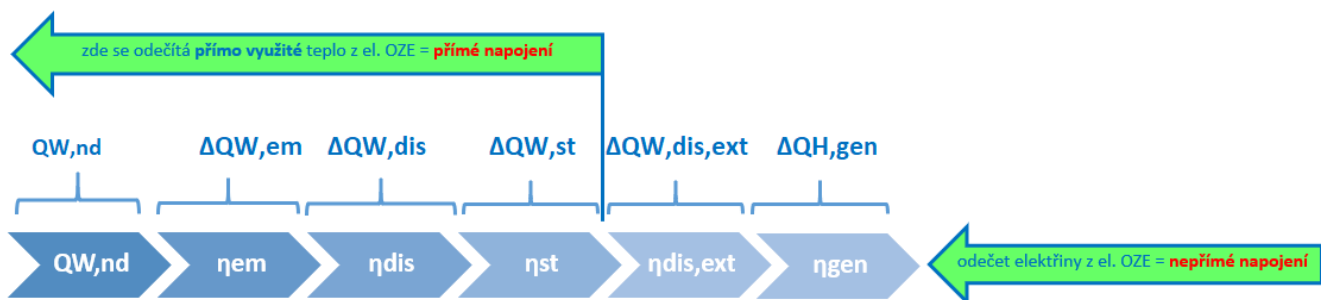 zde se odečítá přímo využité teplo z el. OZE = přímé napojení
QW,nd ΔQW,em ΔQW,dis ΔQW,st ΔQW,dis,ext ΔQH,gen
QW,nd ηem ηdis ηst ηdis,ext ηgen
odečet elektřiny z el. OZE = nepřímé napojení